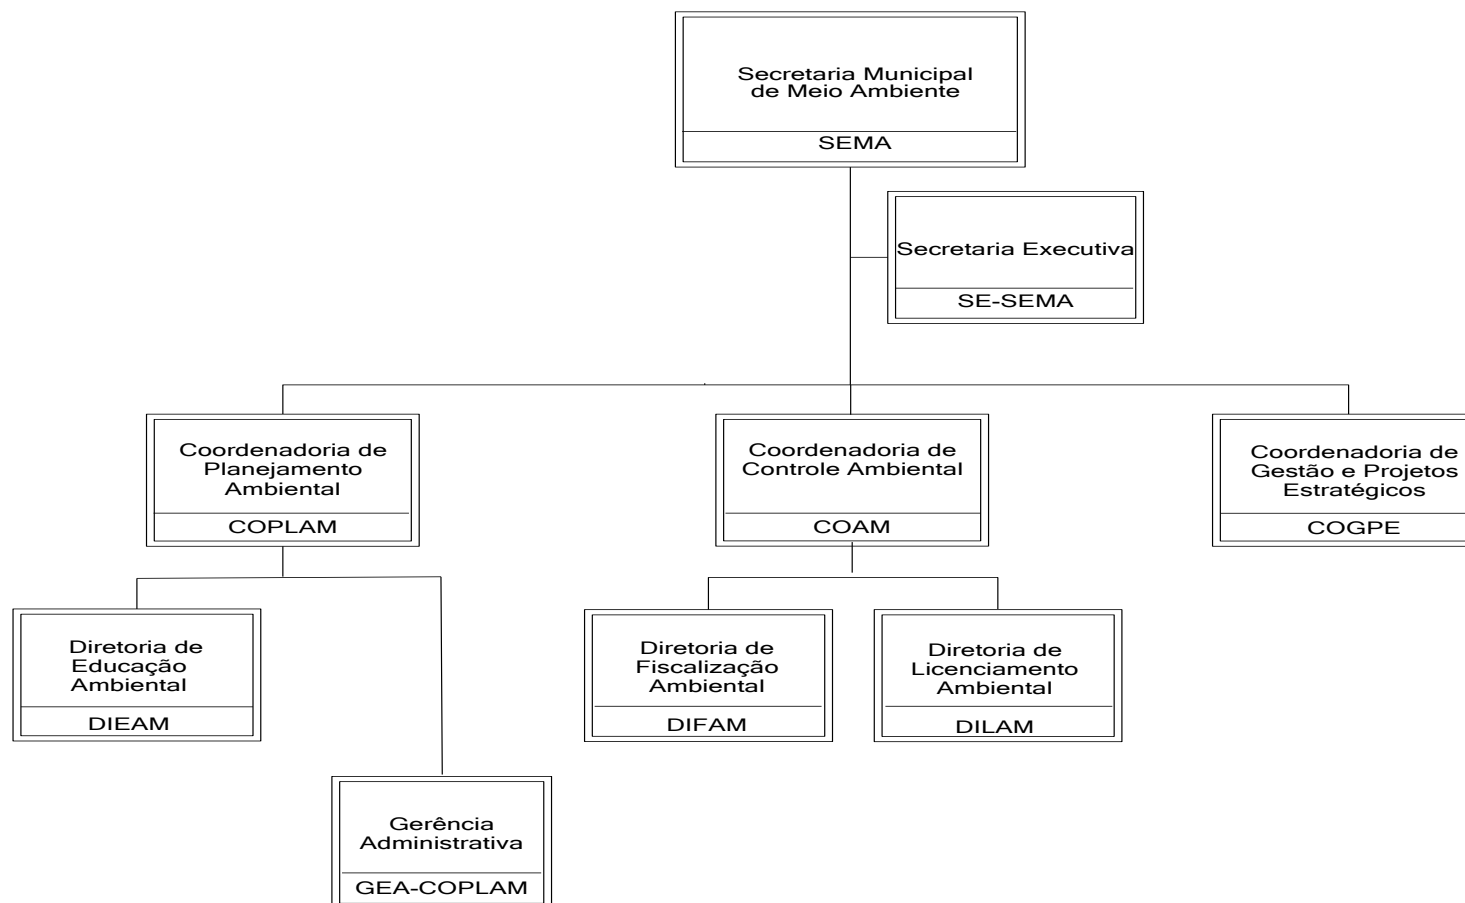 Secretaria Municipal
de Meio Ambiente
SEMA
Secretaria Executiva
SE-SEMA
Coordenadoria de
Planejamento
Ambiental
COPLAM
Coordenadoria de
Controle Ambiental
COAM
Coordenadoria de
Gestão e Projetos
Estratégicos
COGPE
Diretoria de
Educação
Ambiental
DIEAM
Diretoria de
Fiscalização
Ambiental
DIFAM
Diretoria de
Licenciamento
Ambiental
DILAM
Gerência
Administrativa
GEA-COPLAM